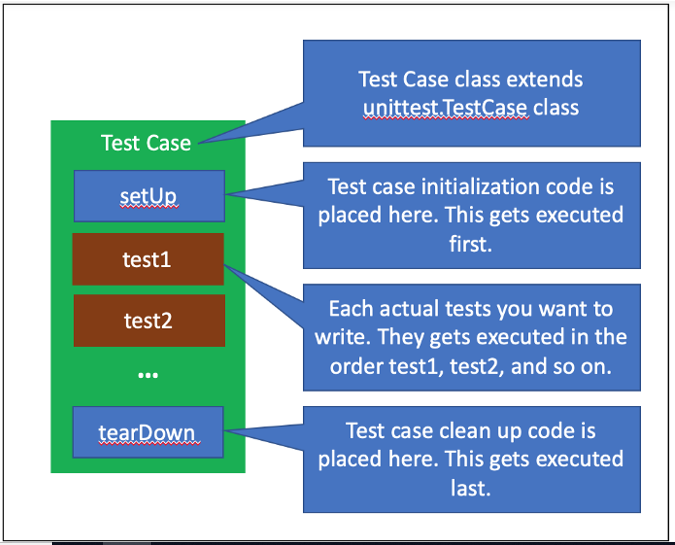 Test Case class extends
unittest.TestCase class
Test Case
setUp
Test case initialization code is
placed here. This gets executed
first.
test1
test2
Each actual tests you want to
write. They gets executed in the
order test1, test2, and so on.
...
tearDown
Test case clean up code is
placed here. This gets executed
last.